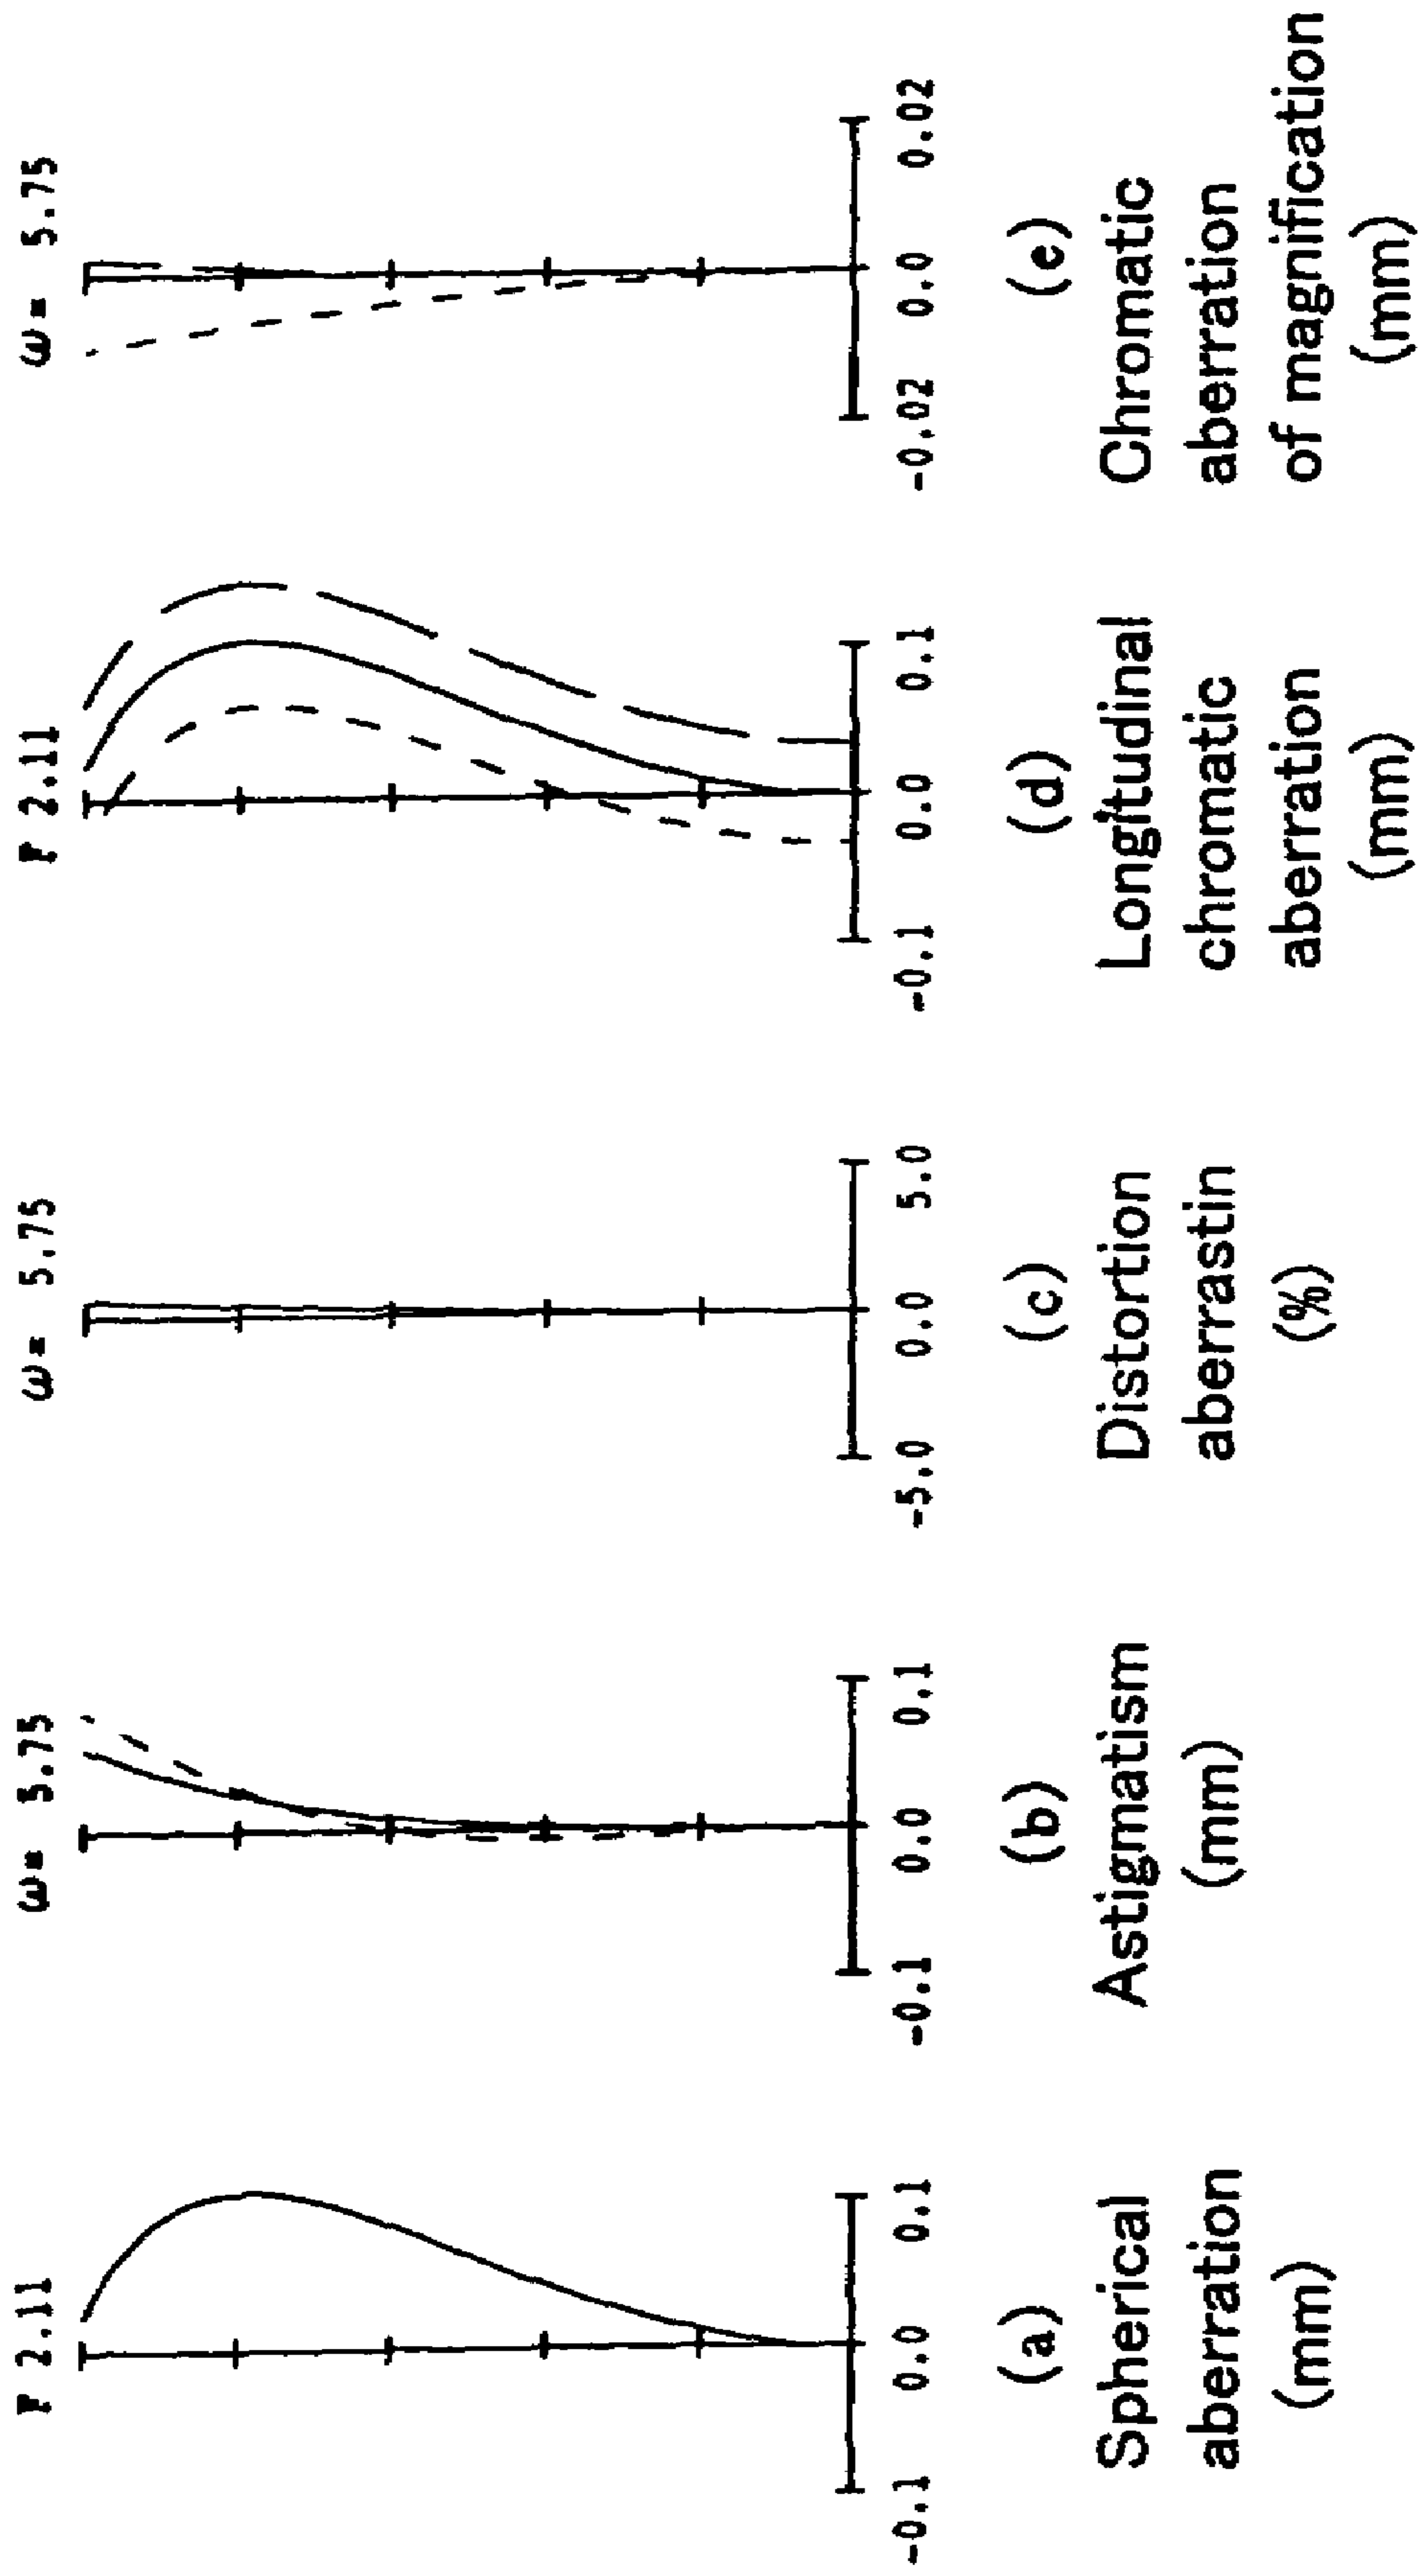 F 2.11
-0.1 0.0 0.1
(a)
Spherical
aberration
(mm)
ω= 5.75
-0.1 0.0 0.1
(b)
Astigmatism
(mm)
ω= 5.75
-5.0 0.0 5.0
(c)
Distortion
aberrastin
(%)
F 2.11
-0.1 0.0 0.1
(d)
Longitudinal
chromatic
aberration
(mm)
ω= 5.75
-0.02 0.0 0.02
(e)
Chromatic
aberration
of magnification
(mm)